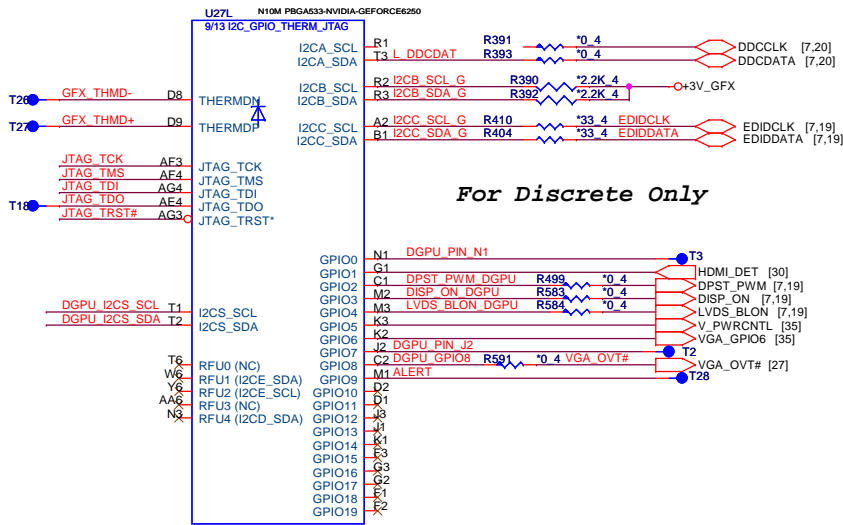 U27L N10M PBGA533-NVIDIA-GEFORCE6250
9/13 I2C_GPIO_THERM_JTAG
I2CA_SCL R1 R391 *0_4 DDCCLK [7,20]
I2CA_SDA T3 L_DDCDAT R393 *0_4 DDCDATA [7,20]
I2CB_SCL R2 I2CB_SCL_G R390 *2.2K_4 +3V_GFX
I2CB_SDA R3 I2CB_SDA_G R392 *2.2K_4
T26 GFX_THMD- D8 THERMDN
T27 GFX_THMD+ D9 THERMDP
I2CC_SCL A2 I2CC_SCL_G R410 *33_4 EDIDCLK EDIDCLK [7,19]
I2CC_SDA B1 I2CC_SDA_G R404 *33_4 EDIDDATA EDIDDATA [7,19]
JTAG_TCK AF3 JTAG_TCK
JTAG_TMS AF4 JTAG_TMS
JTAG_TDI AG4 JTAG_TDI
T18 JTAG_TDO AE4 JTAG_TDO
JTAG_TRST# AG3 JTAG_TRST*
For Discrete Only
GPIO0 N1 DGPU_PIN_N1 T3
GPIO1 G1 HDMI_DET [30]
GPIO2 C1 DPST_PWM_DGPU R499 *0_4 DPST_PWM [7,19]
GPIO3 M2 DISP_ON_DGPU R583 *0_4 DISP_ON [7,19]
GPIO4 M3 LVDS_BLON_DGPU R584 *0_4 LVDS_BLON [7,19]
GPIO5 K3 V_PWRCNTL [35]
GPIO6 K2 VGA_GPIO6 [35]
GPIO7 J2 DGPU_PIN_J2 T2
GPIO8 C2 DGPU_GPIO8 R591 *0_4 VGA_OVT# VGA_OVT# [27]
GPIO9 M1 ALERT T28
DGPU_I2CS_SCL T1 I2CS_SCL
DGPU_I2CS_SDA T2 I2CS_SDA
T6 RFU0 (NC)
W6 RFU1 (I2CE_SDA)
Y6 RFU2 (I2CE_SCL)
AA6 RFU3 (NC)
N3 RFU4 (I2CD_SDA)
GPIO10 D2
GPIO11 D1
GPIO12 J3
GPIO13 J1
GPIO14 K1
GPIO15 F3
GPIO16 G3
GPIO17 G2
GPIO18 F1
GPIO19 F2